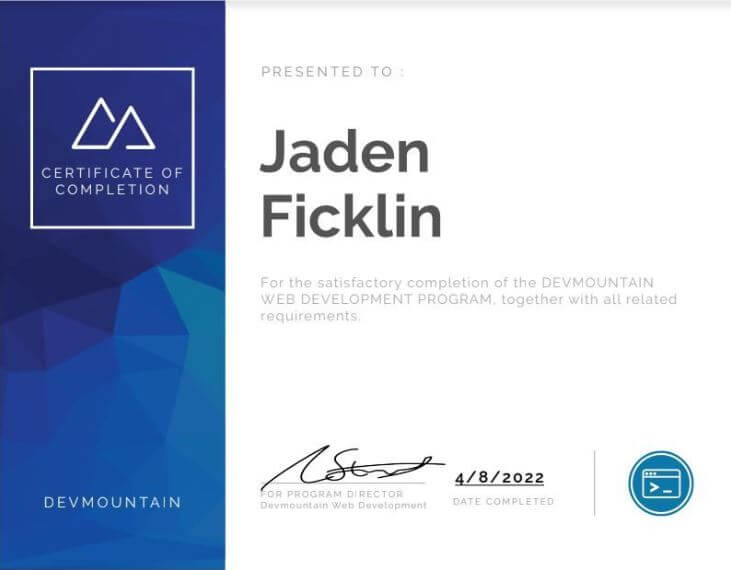 CERTIFICATE OF
COMPLETION
DEVMOUNTAIN
PRESENTED TO :
Jaden
Ficklin
For the satisfactory completion of the DEVMOUNTAIN
WEB DEVELOPMENT PROGRAM, together with all related
requirements.
4/8/2022
FOR PROGRAM DIRECTOR
Devmountain Web Development
DATE COMPLETED